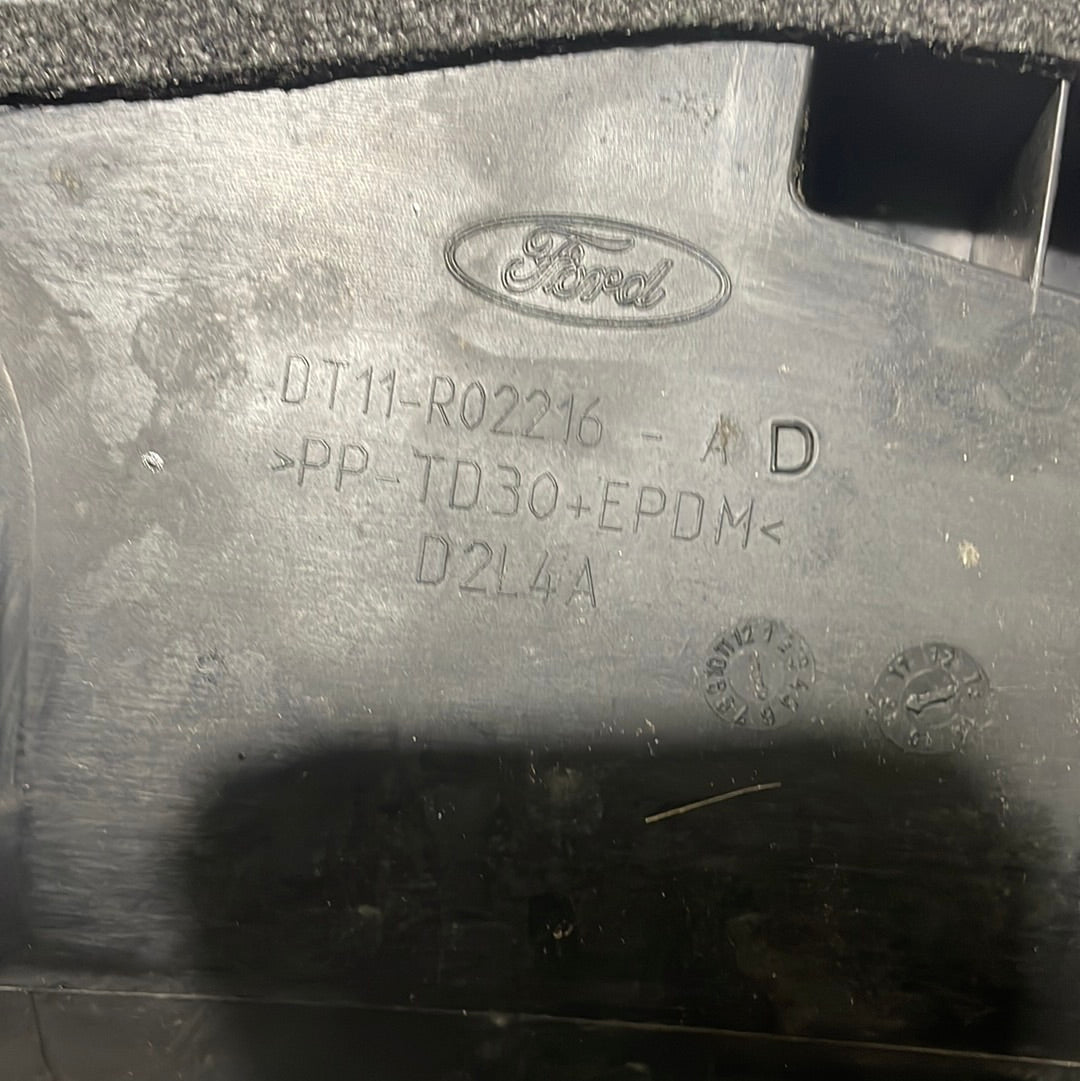 Ford
DT11-R02216 - A D
>PP-TD30+EPDM<
D2L4A